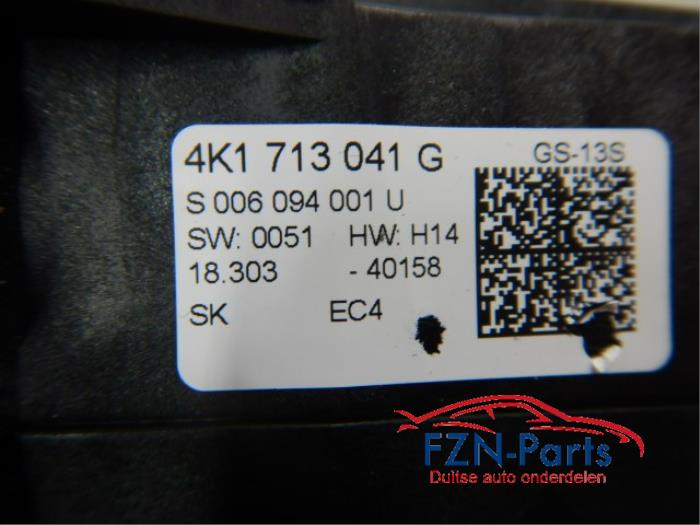 4K1 713 041 G GS-13S
S 006 094 001 U
SW: 0051 HW: H14
18.303 - 40158
SK EC4
FZN-Parts
Duitse auto onderdelen